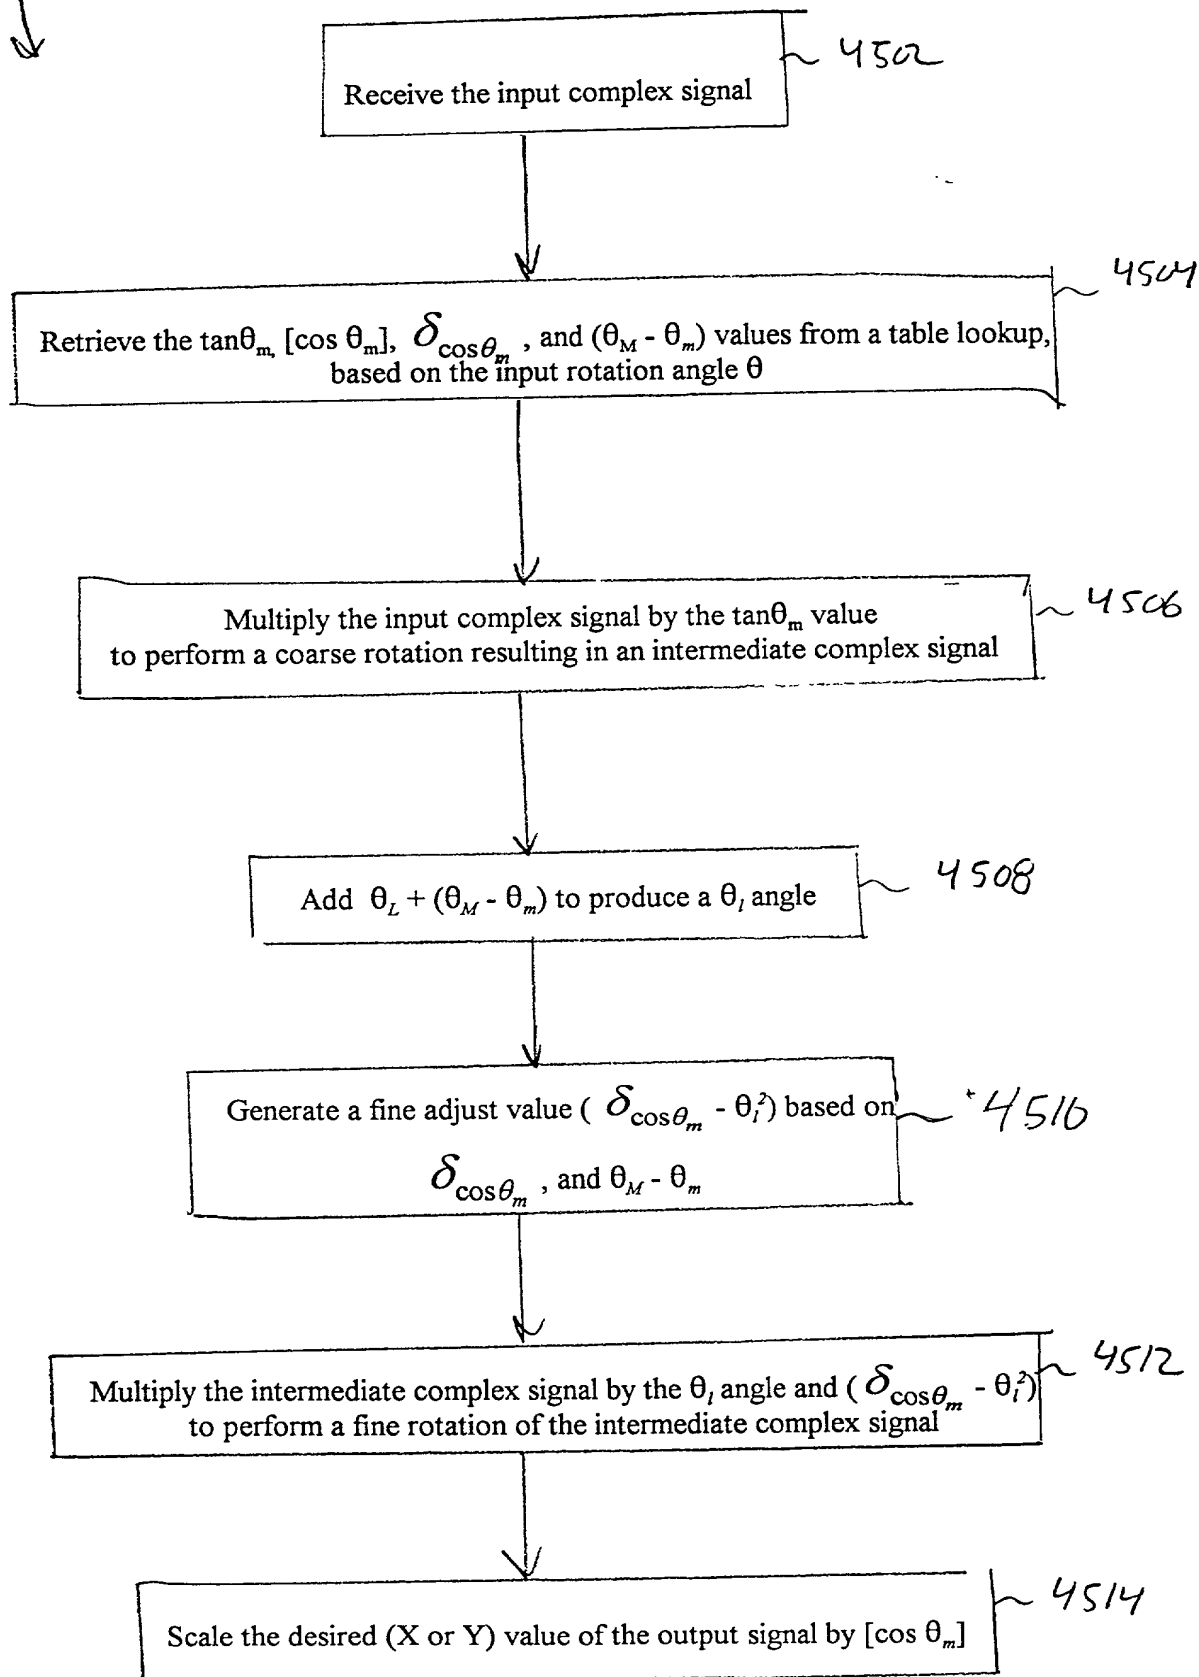 4502
Receive the input complex signal
4504
Retrieve the tanθm, [cos θm], δcosθm , and (θM - θm) values from a table lookup,
based on the input rotation angle θ
4506
Multiply the input complex signal by the tanθm value
to perform a coarse rotation resulting in an intermediate complex signal
4508
Add θL + (θM - θm) to produce a θl angle
4510
Generate a fine adjust value ( δcosθm - θl²) based on
δcosθm , and θM - θm
4512
Multiply the intermediate complex signal by the θl angle and ( δcosθm - θl²)
to perform a fine rotation of the intermediate complex signal
4514
Scale the desired (X or Y) value of the output signal by [cos θm]